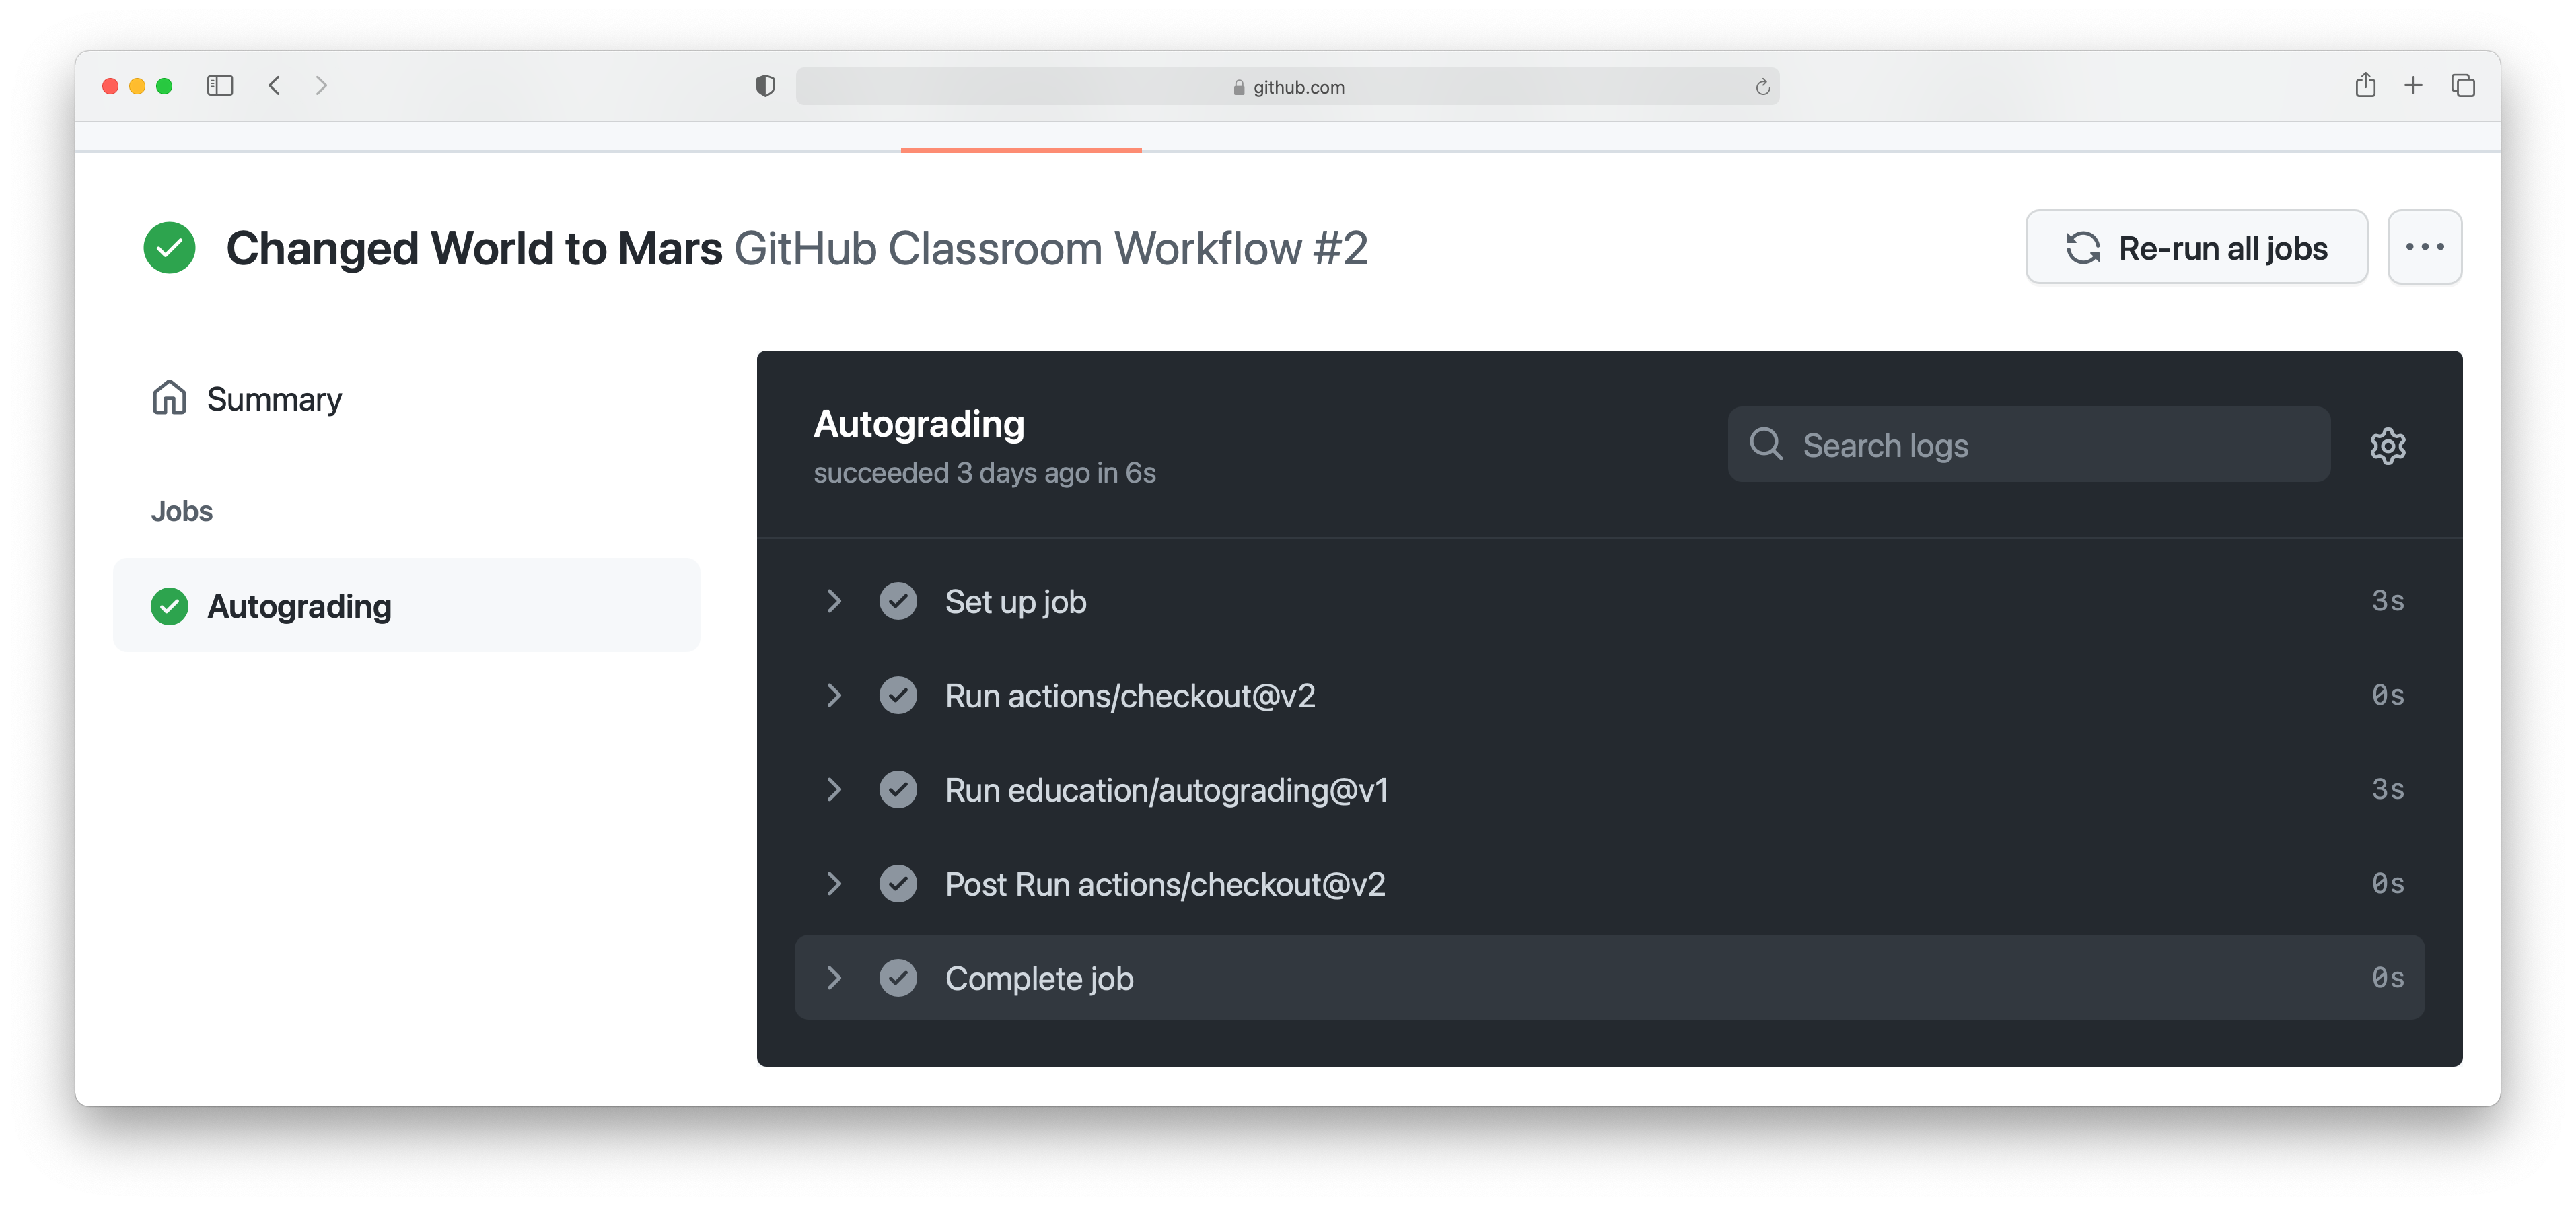 github.com
Changed World to Mars GitHub Classroom Workflow #2
Re-run all jobs
Summary
Jobs
Autograding
Autograding
succeeded 3 days ago in 6s
Search logs
Set up job 3s
Run actions/checkout@v2 0s
Run education/autograding@v1 3s
Post Run actions/checkout@v2 0s
Complete job 0s